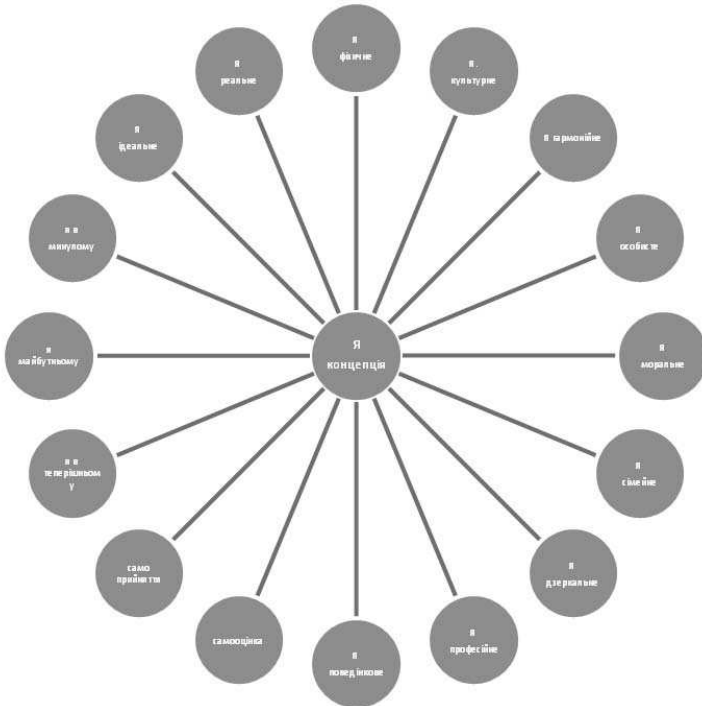 Я
фізичне
Я .
культурне
Я гармонійне
Я
особисте
Я
моральне
Я
сімейне
Я
дзеркальне
Я
професійне
Я
поведінкове
самооцінка
само
прийняття
Я в
теперішньом
у
Я
майбутньому
Я в
минулому
Я
ідеальне
Я
реальне
Я
концепція